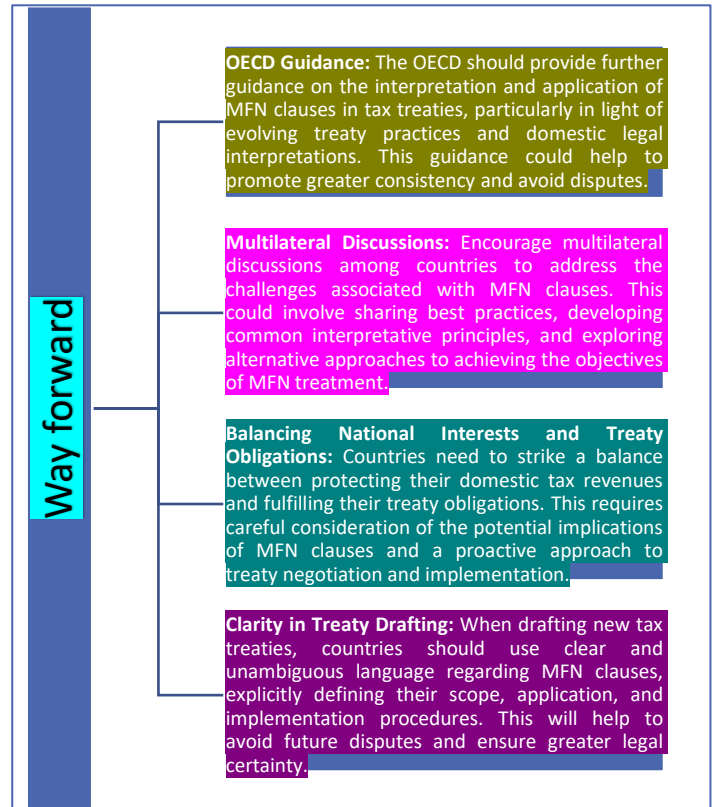 Way forward
OECD Guidance: The OECD should provide further
guidance on the interpretation and application of
MFN clauses in tax treaties, particularly in light of
evolving treaty practices and domestic legal
interpretations. This guidance could help to
promote greater consistency and avoid disputes.
Multilateral Discussions: Encourage multilateral
discussions among countries to address the
challenges associated with MFN clauses. This
could involve sharing best practices, developing
common interpretative principles, and exploring
alternative approaches to achieving the objectives
of MFN treatment.
Balancing National Interests and Treaty
Obligations: Countries need to strike a balance
between protecting their domestic tax revenues
and fulfilling their treaty obligations. This requires
careful consideration of the potential implications
of MFN clauses and a proactive approach to
treaty negotiation and implementation.
Clarity in Treaty Drafting: When drafting new tax
treaties, countries should use clear and
unambiguous language regarding MFN clauses,
explicitly defining their scope, application, and
implementation procedures. This will help to
avoid future disputes and ensure greater legal
certainty.